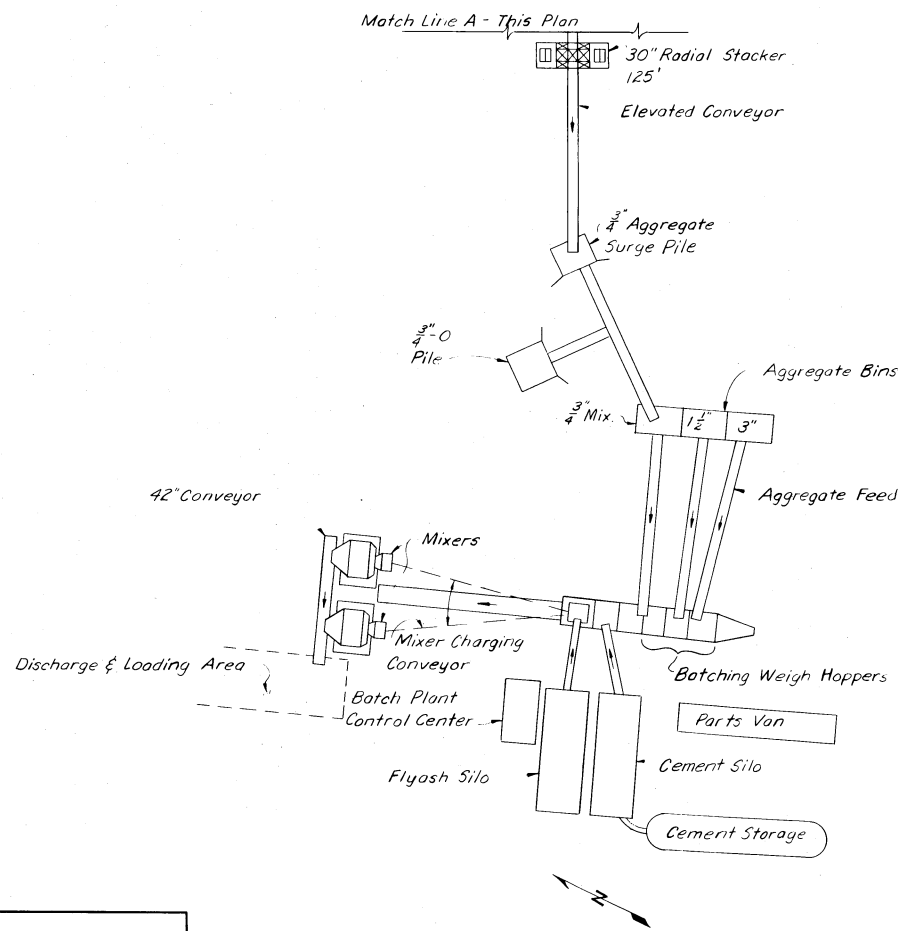 Match Line A - This Plan
30" Radial Stacker
125'
Elevated Conveyor
3/4" Aggregate
Surge Pile
3/4"-0
Pile
Aggregate Bins
3/4" Mix.
1 1/2"
3"
42" Conveyor
Aggregate Feed
Mixers
Mixer Charging
Conveyor
Discharge & Loading Area
Batching Weigh Hoppers
Batch Plant
Control Center
Parts Van
Flyash Silo
Cement Silo
Cement Storage
N